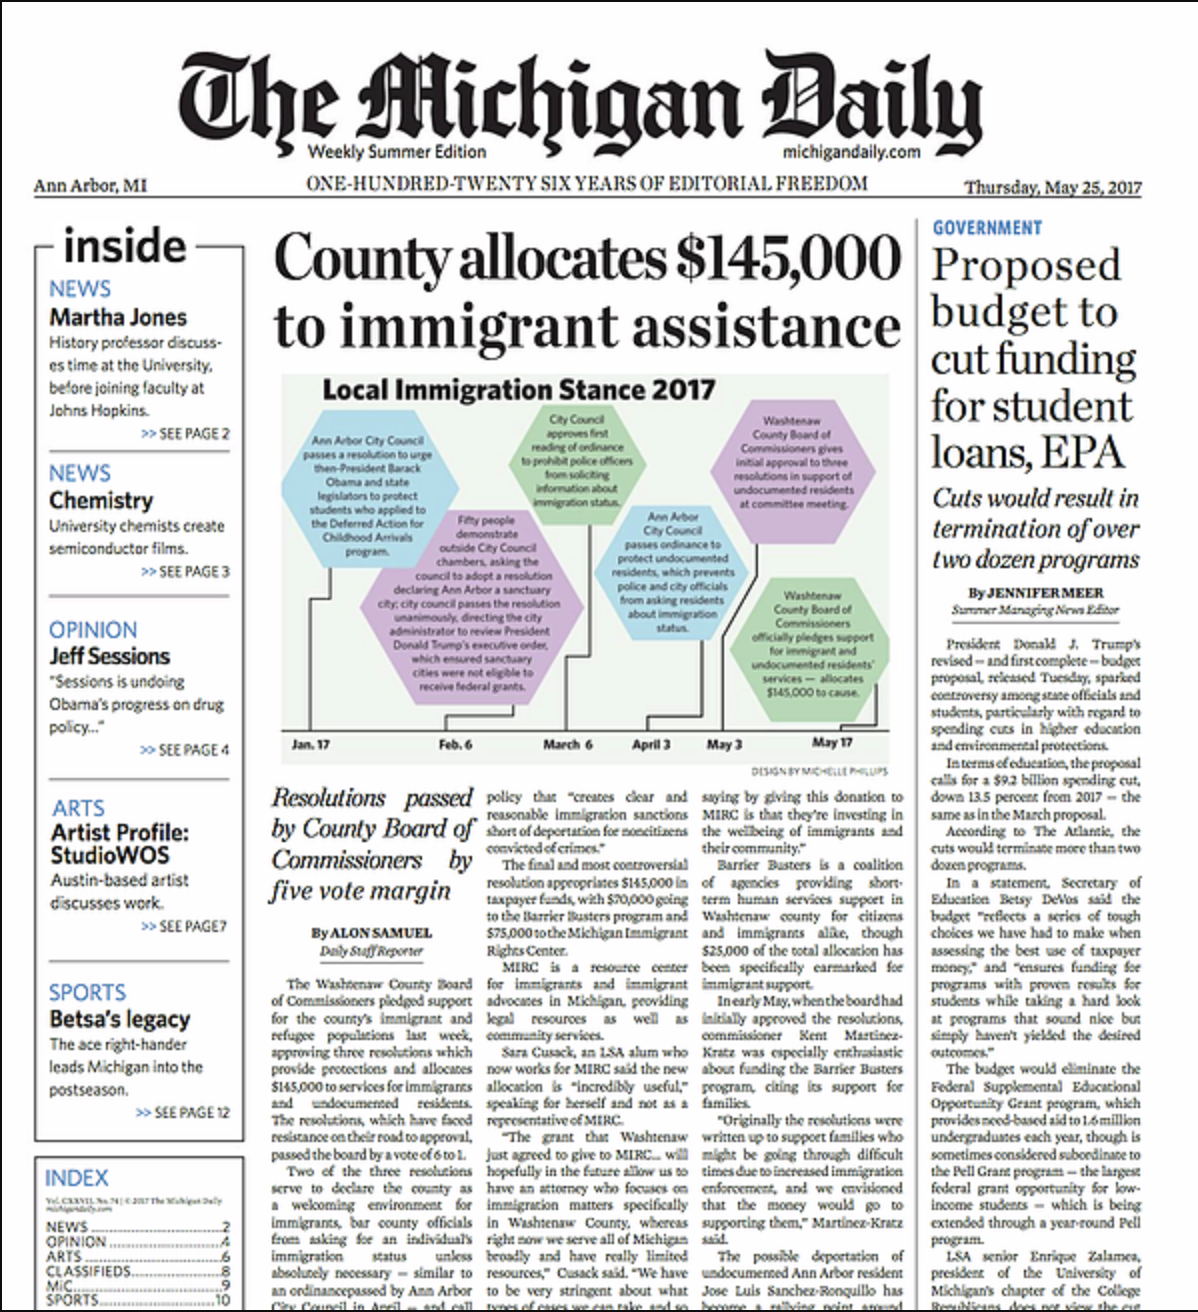 The Michigan Daily
Weekly Summer Edition
michigandaily.com
Ann Arbor, MI
ONE-HUNDRED-TWENTY SIX YEARS OF EDITORIAL FREEDOM
Thursday, May 25, 2017
inside
NEWS
Martha Jones
History professor discuss-
es time at the University,
before joining faculty at
Johns Hopkins.
>> SEE PAGE 2
NEWS
Chemistry
University chemists create
semiconductor films.
>> SEE PAGE 3
OPINION
Jeff Sessions
"Sessions is undoing
Obama's progress on drug
policy..."
>> SEE PAGE 4
ARTS
Artist Profile:
StudioWOS
Austin-based artist
discusses work.
>> SEE PAGE7
SPORTS
Betsa's legacy
The ace right-hander
leads Michigan into the
postseason.
>> SEE PAGE 12
INDEX
Vol. CXXVII, No. 74 | © 2017 The Michigan Daily
michigandaily.com
NEWS.................................2
OPINION.............................4
ARTS..................................6
CLASSIFIEDS.......................8
MiC....................................9
SPORTS.............................10
County allocates $145,000
to immigrant assistance
Local Immigration Stance 2017
Ann Arbor City Council
passes a resolution to urge
then-President Barack
Obama and state
legislators to protect
students who applied to
the Deferred Action for
Childhood Arrivals
program.
Fifty people
demonstrate
outside City Council
chambers, asking the
council to adopt a resolution
declaring Ann Arbor a sanctuary
city; city council passes the resolution
unanimously, directing the city
administrator to review President
Donald Trump's executive order,
which ensured sanctuary
cities were not eligible to
receive federal grants.
City Council
approves first
reading of ordinance
to prohibit police officers
from soliciting
information about
immigration status.
Ann Arbor
City Council
passes ordinance to
protect undocumented
residents, which prevents
police and city officials
from asking residents
about immigration
status.
Washtenaw
County Board of
Commissioners gives
initial approval to three
resolutions in support of
undocumented residents
at committee meeting.
Washtenaw
County Board of
Commissioners
officially pledges support
for immigrant and
undocumented residents'
services — allocates
$145,000 to cause.
Jan. 17
Feb. 6
March 6
April 3
May 3
May 17
DESIGN BY MICHELLE PHILLIPS
Resolutions passed
by County Board of
Commissioners by
five vote margin
By ALON SAMUEL
Daily Staff Reporter
The Washtenaw County Board
of Commissioners pledged support
for the county's immigrant and
refugee populations last week,
approving three resolutions which
provide protections and allocates
$145,000 to services for immigrants
and undocumented residents.
The resolutions, which have faced
resistance on their road to approval,
passed the board by a vote of 6 to 1.
Two of the three resolutions
serve to declare the county as
a welcoming environment for
immigrants, bar county officials
from asking for an individual's
immigration status unless
absolutely necessary — similar to
an ordinancepassed by Ann Arbor
City Council in April — and call
policy that "creates clear and
reasonable immigration sanctions
short of deportation for noncitizens
convicted of crimes."
The final and most controversial
resolution appropriates $145,000 in
taxpayer funds, with $70,000 going
to the Barrier Busters program and
$75,000 to the Michigan Immigrant
Rights Center.
MIRC is a resource center
for immigrants and immigrant
advocates in Michigan, providing
legal resources as well as
community services.
Sara Cusack, an LSA alum who
now works for MIRC said the new
allocation is "incredibly useful,"
speaking for herself and not as a
representative of MIRC.
"The grant that Washtenaw
just agreed to give to MIRC... will
hopefully in the future allow us to
have an attorney who focuses on
immigration matters specifically
in Washtenaw County, whereas
right now we serve all of Michigan
broadly and have really limited
resources," Cusack said. "We have
to be very stringent about what
types of cases we can take, and so
saying by giving this donation to
MIRC is that they're investing in
the wellbeing of immigrants and
their community."
Barrier Busters is a coalition
of agencies providing short-
term human services support in
Washtenaw county for citizens
and immigrants alike, though
$25,000 of the total allocation has
been specifically earmarked for
immigrant support.
In early May, when the board had
initially approved the resolutions,
commissioner Kent Martinez-
Kratz was especially enthusiastic
about funding the Barrier Busters
program, citing its support for
families.
"Originally the resolutions were
written up to support families who
might be going through difficult
times due to increased immigration
enforcement, and we envisioned
that the money would go to
supporting them," Martinez-Kratz
said.
The possible deportation of
undocumented Ann Arbor resident
Jose Luis Sanchez-Ronquillo has
become a rallying point around
GOVERNMENT
Proposed
budget to
cut funding
for student
loans, EPA
Cuts would result in
termination of over
two dozen programs
By JENNIFER MEER
Summer Managing News Editor
President Donald J. Trump's
revised — and first complete — budget
proposal, released Tuesday, sparked
controversy among state officials and
students, particularly with regard to
spending cuts in higher education
and environmental protections.
In terms of education, the proposal
calls for a $9.2 billion spending cut,
down 13.5 percent from 2017 — the
same as in the March proposal.
According to The Atlantic, the
cuts would terminate more than two
dozen programs.
In a statement, Secretary of
Education Betsy DeVos said the
budget "reflects a series of tough
choices we have had to make when
assessing the best use of taxpayer
money," and "ensures funding for
programs with proven results for
students while taking a hard look
at programs that sound nice but
simply haven't yielded the desired
outcomes."
The budget would eliminate the
Federal Supplemental Educational
Opportunity Grant program, which
provides need-based aid to 1.6 million
undergraduates each year, though is
sometimes considered subordinate to
the Pell Grant program — the largest
federal grant opportunity for low-
income students — which is being
extended through a year-round Pell
program.
LSA senior Enrique Zalamea,
president of the University of
Michigan's chapter of the College
Republicans, does not view it as